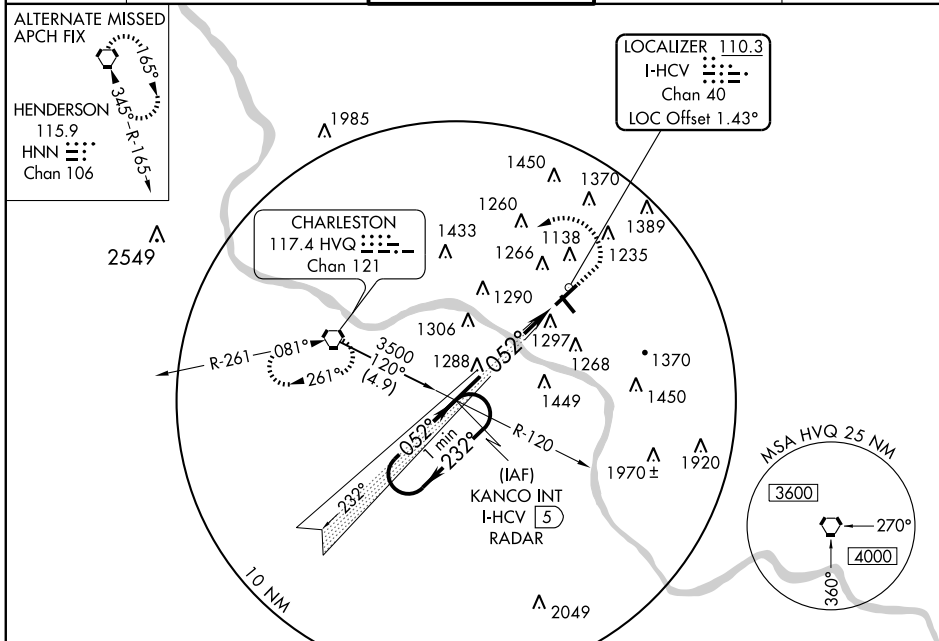 ALTERNATE MISSED
APCH FIX
165°
345°
R-165
HENDERSON
115.9
HNN
Chan 106
LOCALIZER 110.3
I-HCV
Chan 40
LOC Offset 1.43°
1985
2549
CHARLESTON
117.4 HVQ
Chan 121
1450
1370
1260
1389
1433
1138
1235
1266
1290
1306
1297
1268
1370
1288
1449
1450
R-261
081°
261°
3500
120°
(4.9)
052°
052°
1 min
232°
232°
R-120
(IAF)
KANCO INT
I-HCV 5
RADAR
1970 ±
1920
10 NM
2049
MSA HVQ 25 NM
3600
270°
4000
360°